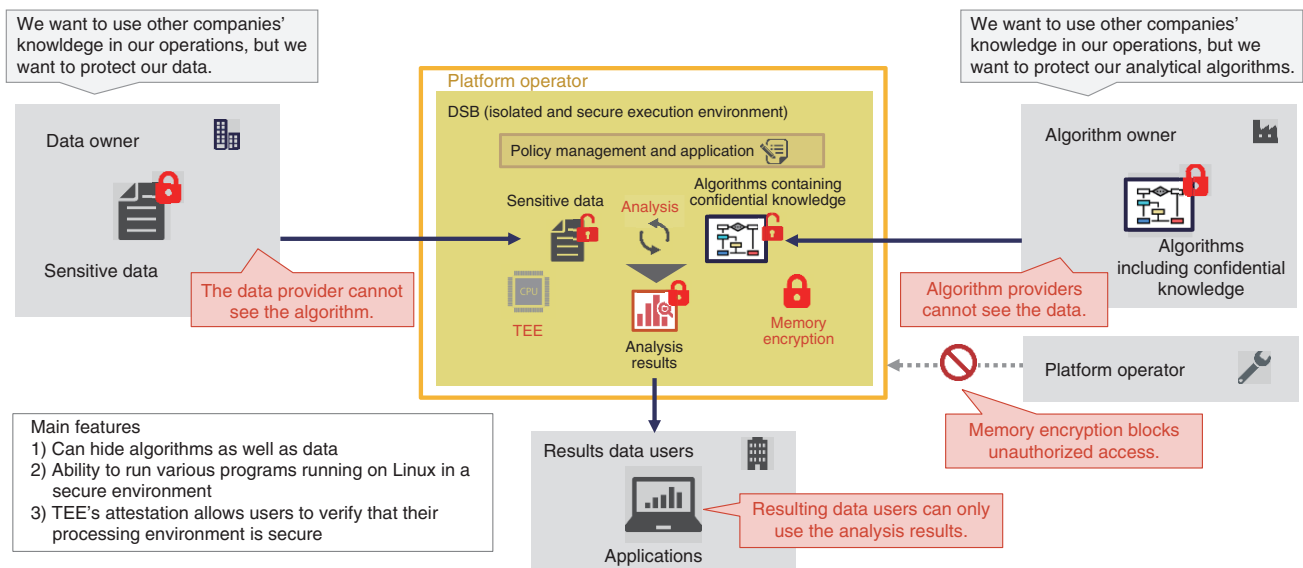 We want to use other companies'
knowldege in our operations, but we
want to protect our data.
We want to use other companies'
knowledge in our operations, but we
want to protect our analytical algorithms.
Platform operator
DSB (isolated and secure execution environment)
Policy management and application
Data owner
Sensitive data
The data provider cannot
see the algorithm.
Sensitive data
Analysis
Algorithms containing
confidential knowledge
CPU
TEE
Analysis
results
Memory
encryption
Algorithm owner
Algorithms
including confidential
knowledge
Algorithm providers
cannot see the data.
Platform operator
Memory encryption blocks
unauthorized access.
Main features
1) Can hide algorithms as well as data
2) Ability to run various programs running on Linux in a
secure environment
3) TEE's attestation allows users to verify that their
processing environment is secure
Results data users
Applications
Resulting data users can only
use the analysis results.